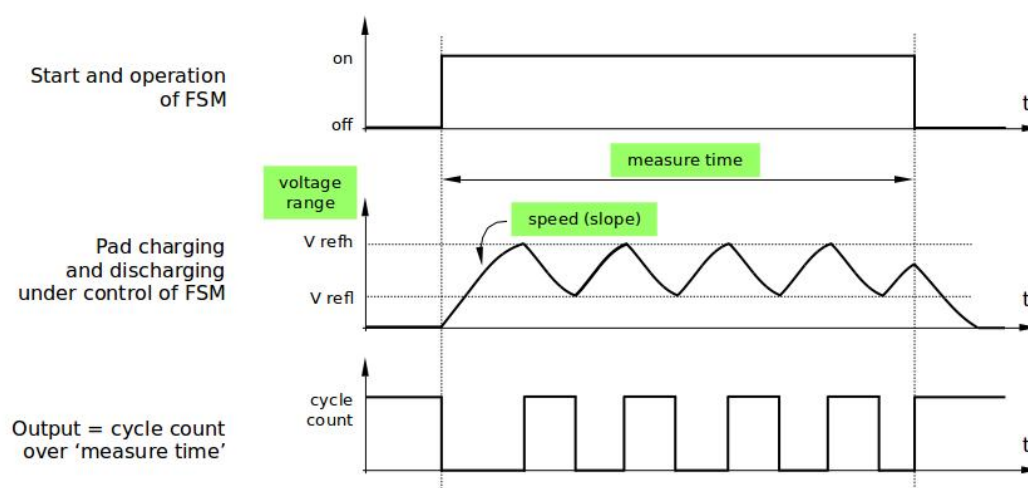 Start and operation
of FSM
on
off
t
measure time
voltage
range
speed (slope)
V refh
Pad charging
and discharging
under control of FSM
V refl
t
cycle
count
Output = cycle count
over ‘measure time’
t